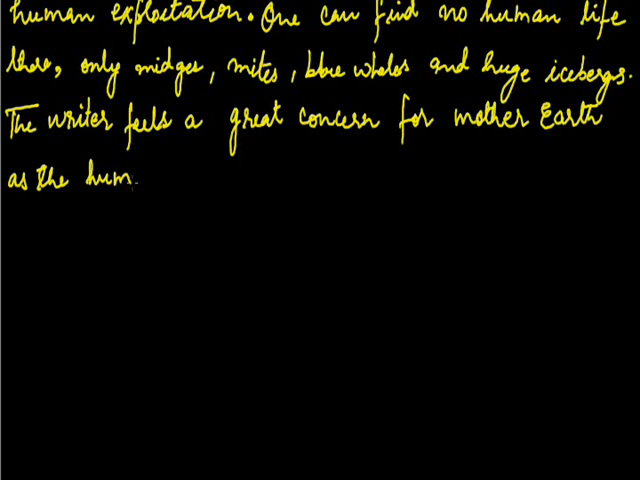 human exploitation. One can find no human life
there, only midges, mites, blue whales and huge icebergs.
The writer feels a great concern for mother Earth
as the hum